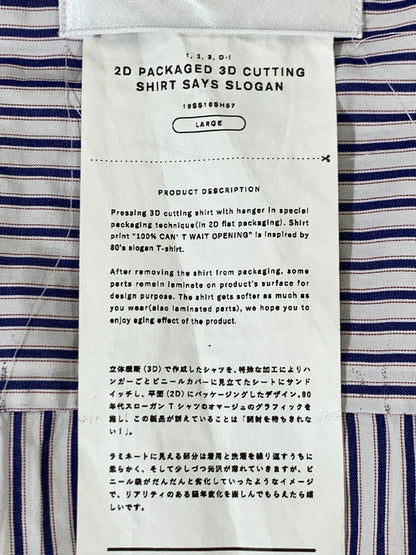 1, 2, 3, D-!
2D PACKAGED 3D CUTTING
SHIRT SAYS SLOGAN
16SS16SH57
LARGE
PRODUCT DESCRIPTION
Pressing 3D cutting shirt with hanger in special
packaging technique(in 2D flat packaging). Shirt
print "100% CAN' T WAIT OPENING" is inspired by
80's slogan T-shirt.
After removing the shirt from packaging, some
parts remain laminate on product's surface for
design purpose. The shirt gets softer as much as
you wear(also laminated parts), we hope you to
enjoy aging effect of the product.
立体裁断(3D)で作成したシャツを、特殊な加工によりハ
ンガーごとビニールカバーに見立てたシートにサンド
イッチし、平面(2D)にパッケージングしたデザイン。80
年代スローガンTシャツのオマージュのグラフィックを
施し、この製品が訴えていることは「開封を待ちきれな
い!」。
ラミネートに見える部分は着用と洗濯を繰り返すうちに
柔らかく、そして少しづつ光沢が薄れていきますが、ビ
ニール袋がだんだんと劣化していったようなイメージ
で、リアリティのある経年変化を楽しんでもらえたら嬉
しいです。